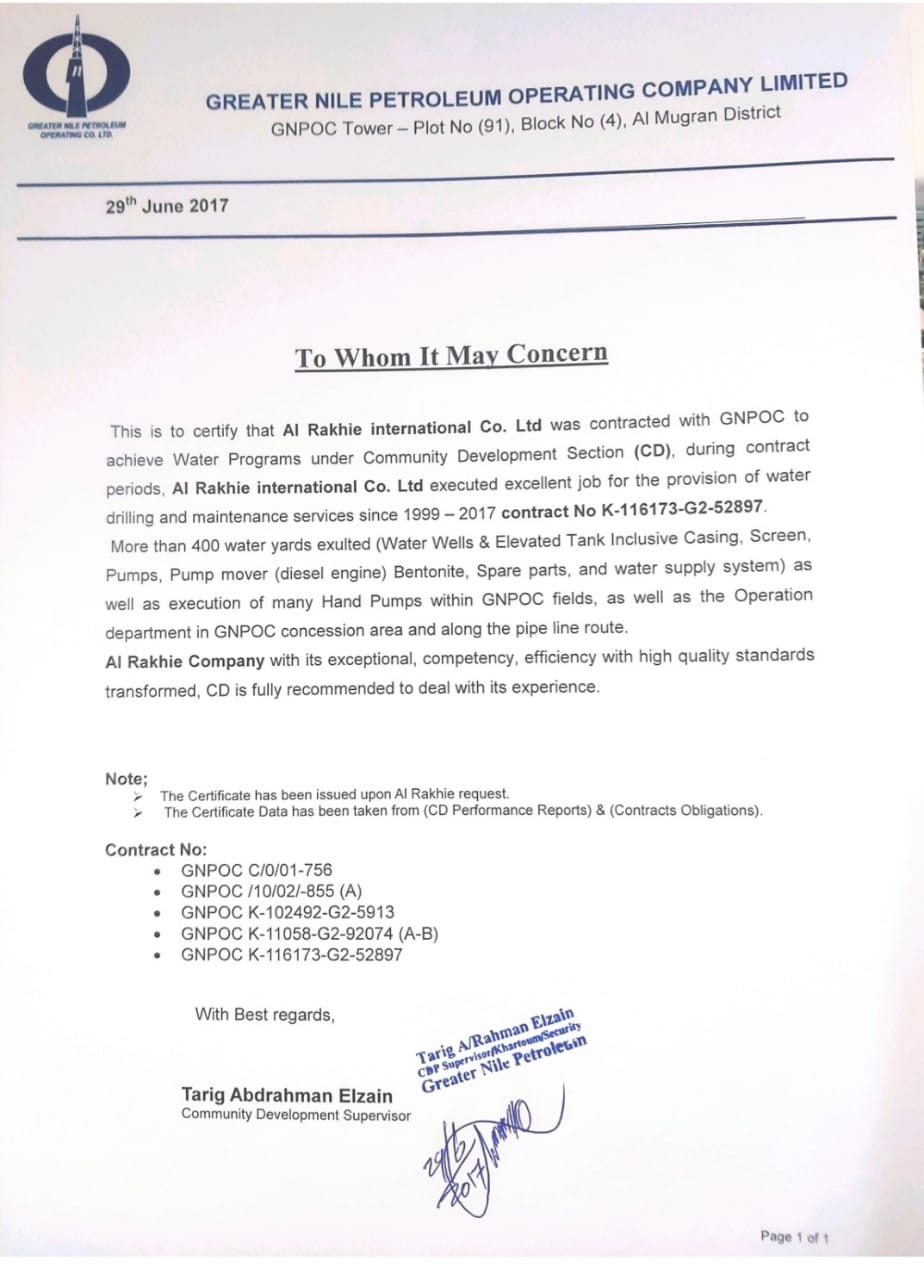 GREATER NILE PETROLEUM
OPERATING CO. LTD.
GREATER NILE PETROLEUM OPERATING COMPANY LIMITED
GNPOC Tower – Plot No (91), Block No (4), Al Mugran District
29th June 2017
To Whom It May Concern
This is to certify that Al Rakhie international Co. Ltd was contracted with GNPOC to
achieve Water Programs under Community Development Section (CD), during contract
periods, Al Rakhie international Co. Ltd executed excellent job for the provision of water
drilling and maintenance services since 1999 – 2017 contract No K-116173-G2-52897.
More than 400 water yards exulted (Water Wells & Elevated Tank Inclusive Casing, Screen,
Pumps, Pump mover (diesel engine) Bentonite, Spare parts, and water supply system) as
well as execution of many Hand Pumps within GNPOC fields, as well as the Operation
department in GNPOC concession area and along the pipe line route.
Al Rakhie Company with its exceptional, competency, efficiency with high quality standards
transformed, CD is fully recommended to deal with its experience.
Note;
➢ The Certificate has been issued upon Al Rakhie request.
➢ The Certificate Data has been taken from (CD Performance Reports) & (Contracts Obligations).
Contract No:
• GNPOC C/0/01-756
• GNPOC /10/02/-855 (A)
• GNPOC K-102492-G2-5913
• GNPOC K-11058-G2-92074 (A-B)
• GNPOC K-116173-G2-52897
With Best regards,
Tarig A/Rahman Elzain
CDP Supervisor/Khartoum/Security
Greater Nile Petroleum
Tarig Abdrahman Elzain
Community Development Supervisor
29/6
2017
Page 1 of 1